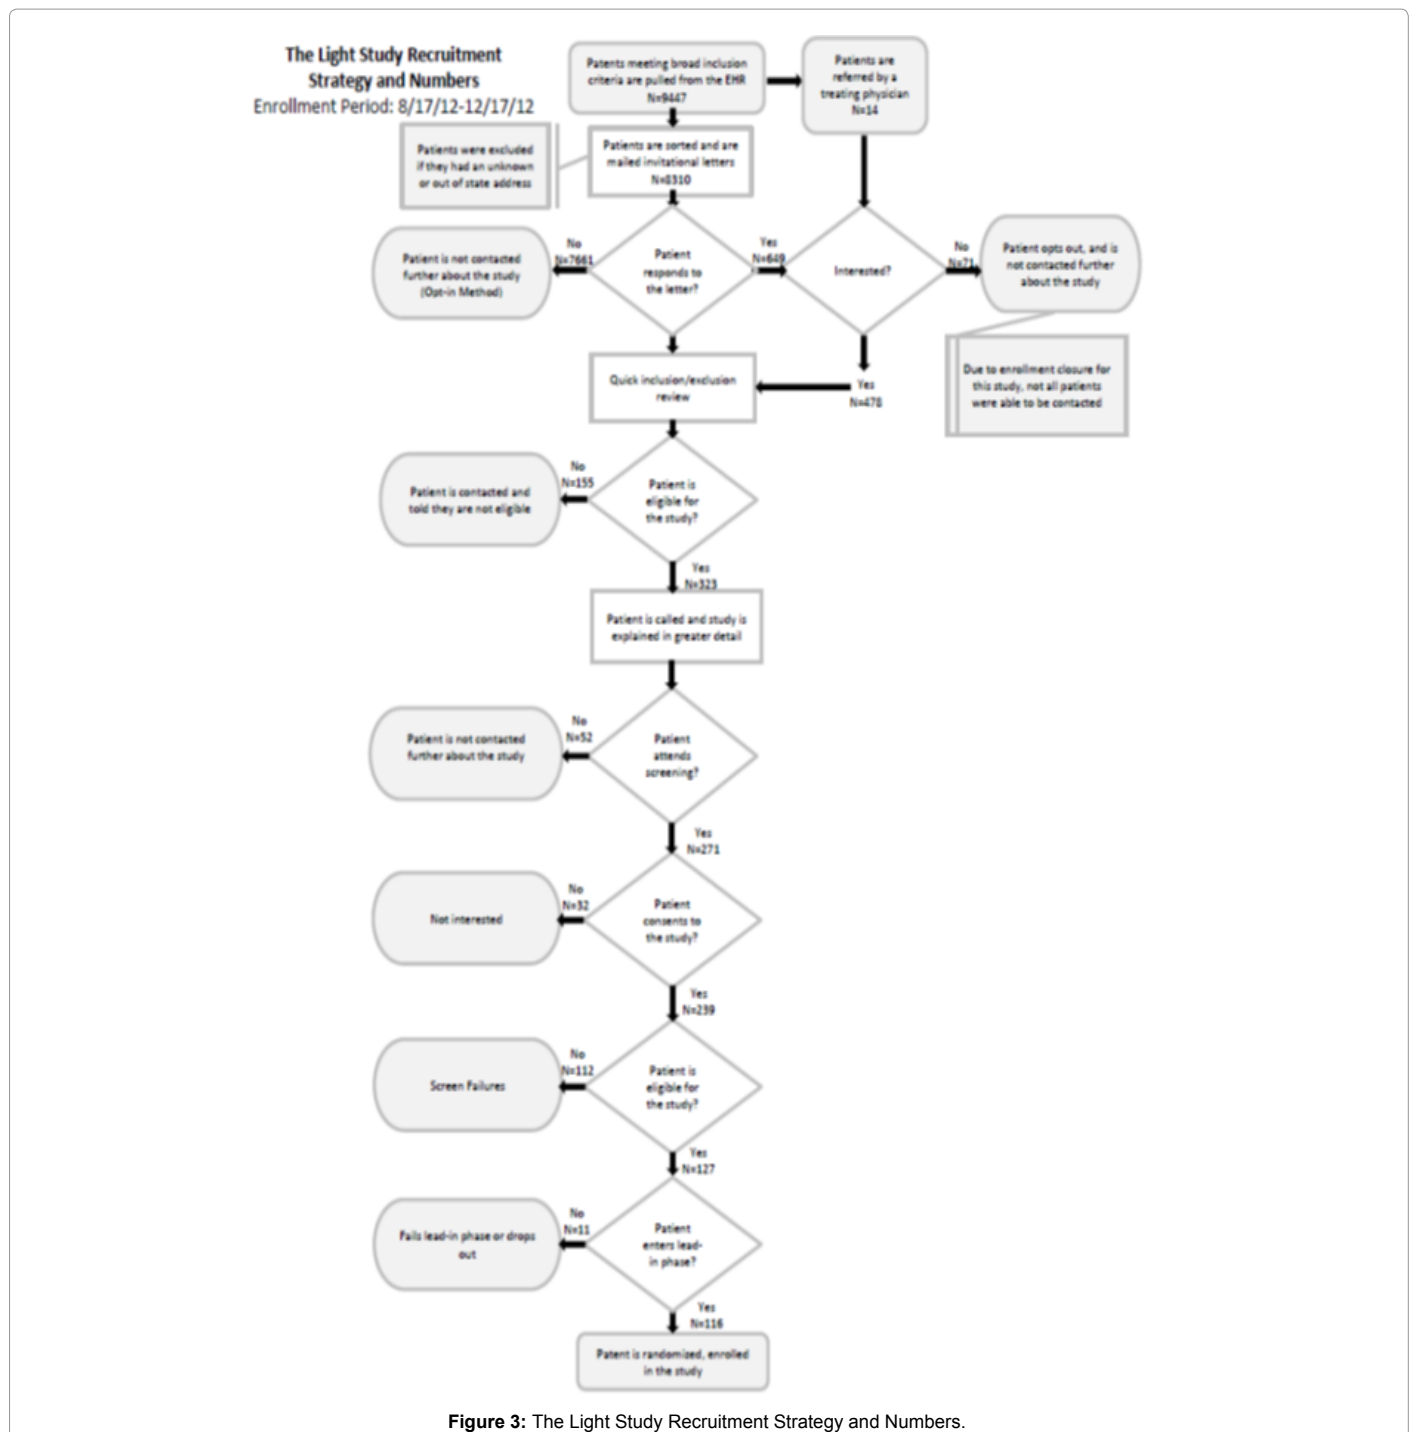 The Light Study Recruitment
Strategy and Numbers
Enrollment Period: 8/17/12-12/17/12
Patents meeting broad inclusion
criteria are pulled from the EHR
N=9447
Patients are
referred by a
treating physician
N=14
Patients were excluded
if they had an unknown
or out of state address
Patients are sorted and are
mailed invitational letters
N=8310
No
N=7661
Patient is not contacted
further about the study
(Opt-in Method)
Patient
responds to
the letter?
Yes
N=649
Interested?
No
N=71
Patient opts out, and is
not contacted further
about the study
Due to enrollment closure for
this study, not all patients
were able to be contacted
Yes
N=478
Quick inclusion/exclusion
review
No
N=155
Patient is contacted and
told they are not eligible
Patient is
eligible for
the study?
Yes
N=323
Patient is called and study is
explained in greater detail
No
N=52
Patient is not contacted
further about the study
Patient
attends
screening?
Yes
N=271
No
N=32
Not interested
Patient
consents to
the study?
Yes
N=239
No
N=112
Screen Failures
Patient is
eligible for
the study?
Yes
N=127
No
N=11
Fails lead-in phase or drops
out
Patient
enters lead-
in phase?
Yes
N=116
Patent is randomized, enrolled
in the study
Figure 3: The Light Study Recruitment Strategy and Numbers.